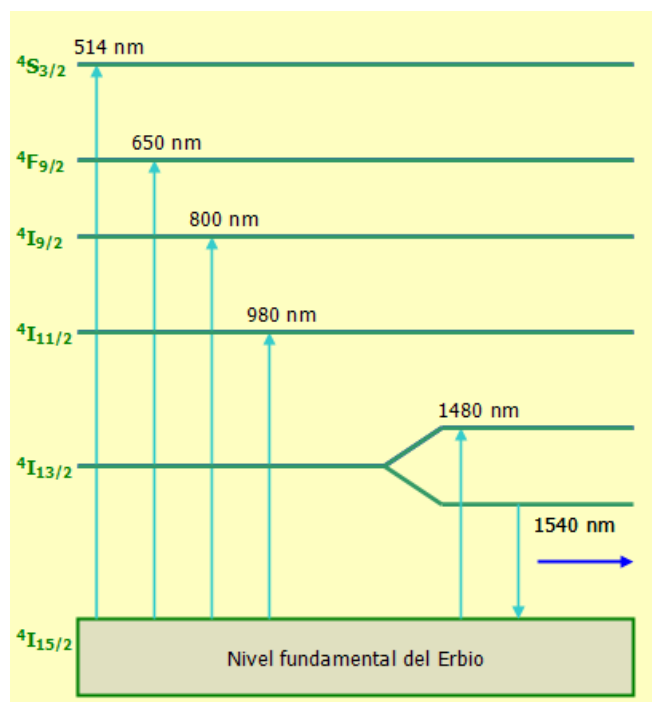 514 nm
⁴S₃/₂
650 nm
⁴F₉/₂
800 nm
⁴I₉/₂
980 nm
⁴I₁₁/₂
1480 nm
⁴I₁₃/₂
1540 nm
⁴I₁₅/₂
Nivel fundamental del Erbio